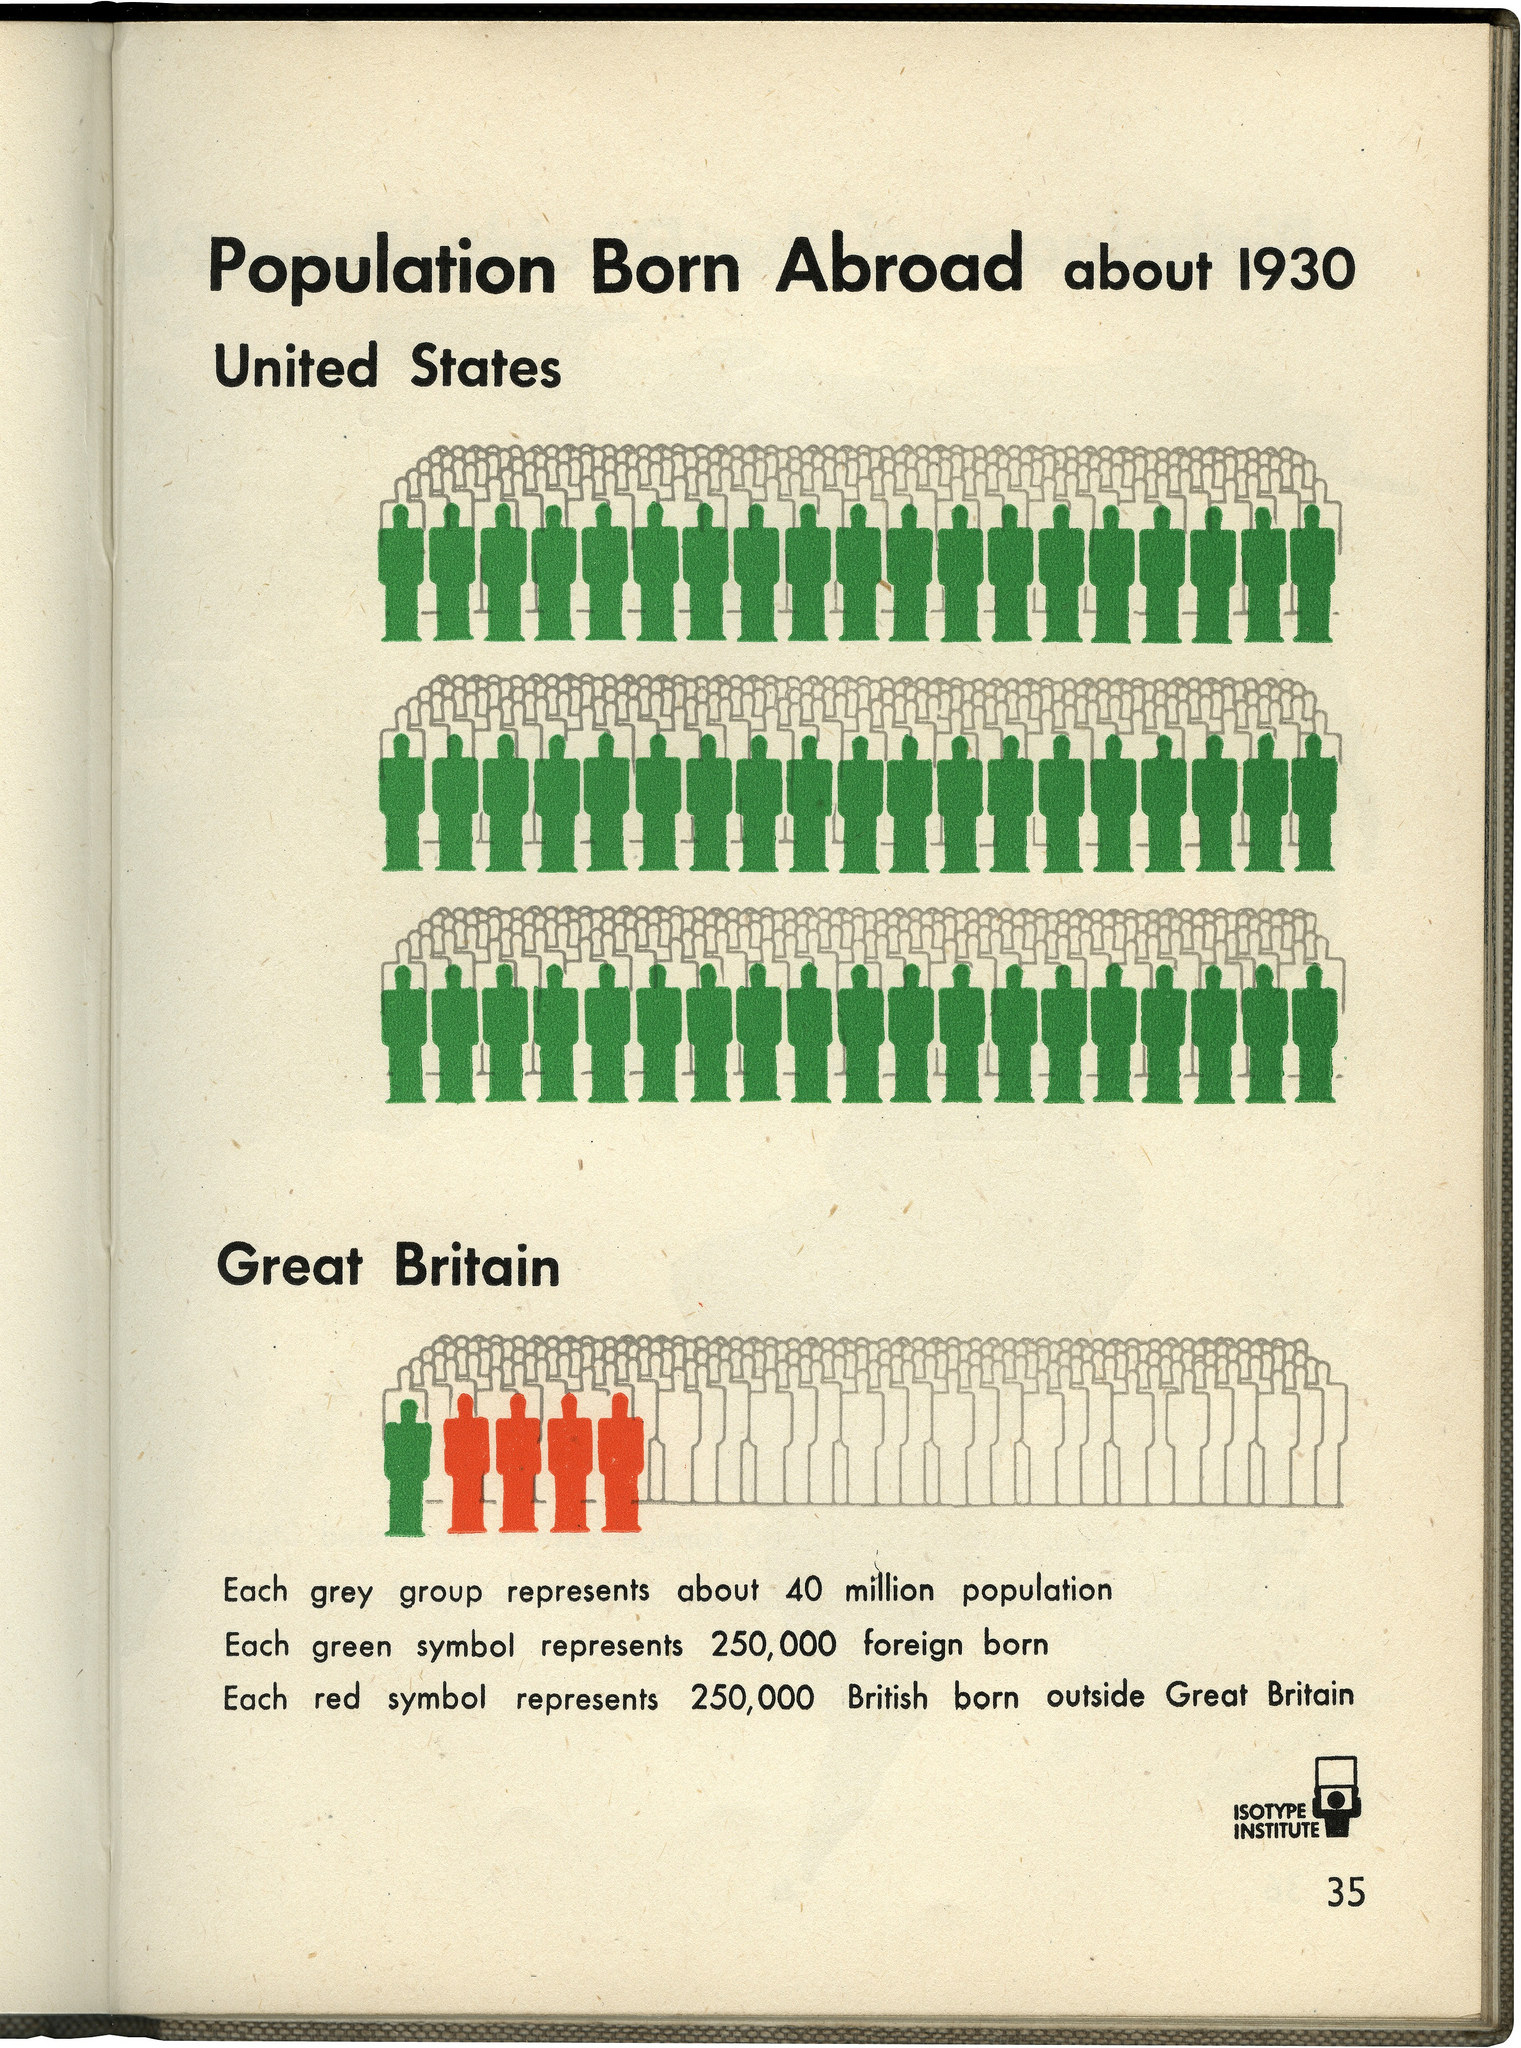 Population Born Abroad about 1930
United States
Great Britain
Each grey group represents about 40 million population
Each green symbol represents 250,000 foreign born
Each red symbol represents 250,000 British born outside Great Britain
ISOTYPE
INSTITUTE
35